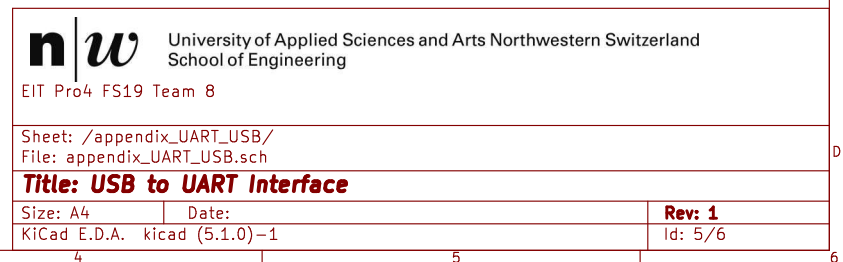 n|w University of Applied Sciences and Arts Northwestern Switzerland
School of Engineering
EIT Pro4 FS19 Team 8
Sheet: /appendix_UART_USB/
File: appendix_UART_USB.sch
D
Title: USB to UART Interface
Size: A4 Date: Rev: 1
KiCad E.D.A. kicad (5.1.0)-1 Id: 5/6
4 5 6